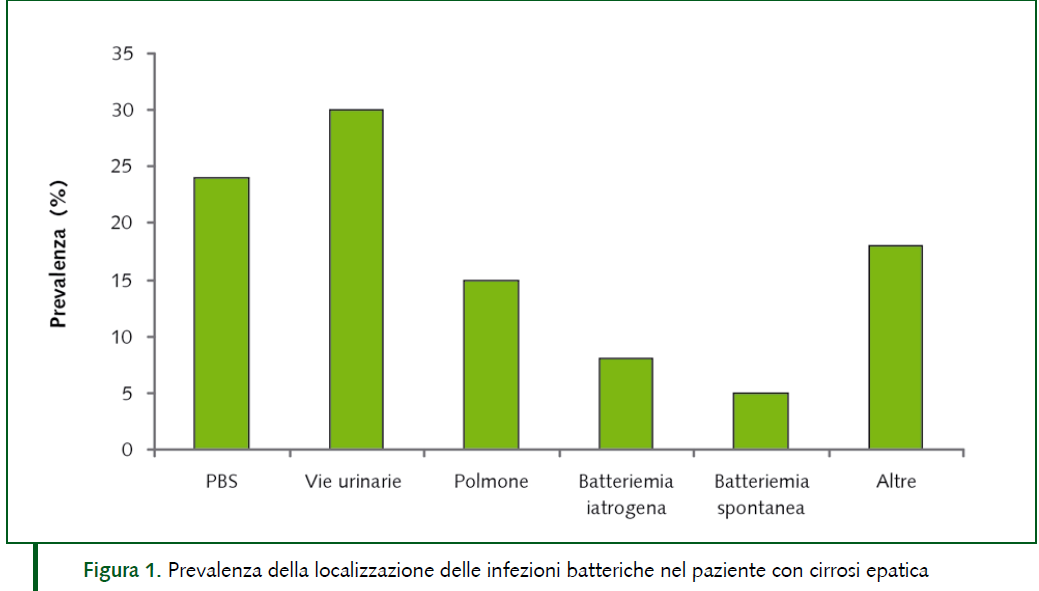 35
30
25
20
15
10
5
0
Prevalenza (%)
PBS
Vie urinarie
Polmone
Batteriemia
iatrogena
Batteriemia
spontanea
Altre
Figura 1. Prevalenza della localizzazione delle infezioni batteriche nel paziente con cirrosi epatica